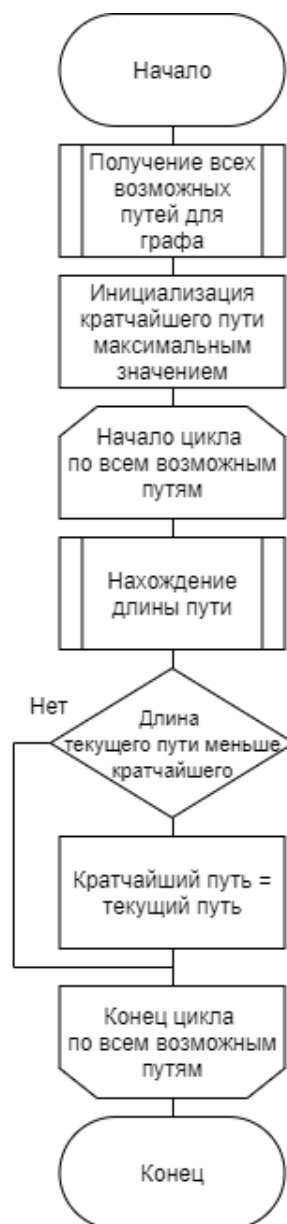 Начало
Получение всех
возможных
путей для
графа
Инициализация
кратчайшего пути
максимальным
значением
Начало цикла
по всем возможным
путям
Нахождение
длины пути
Нет
Длина
текущего пути меньше
кратчайшего
Кратчайший путь =
текущий путь
Конец цикла
по всем возможным
путям
Конец